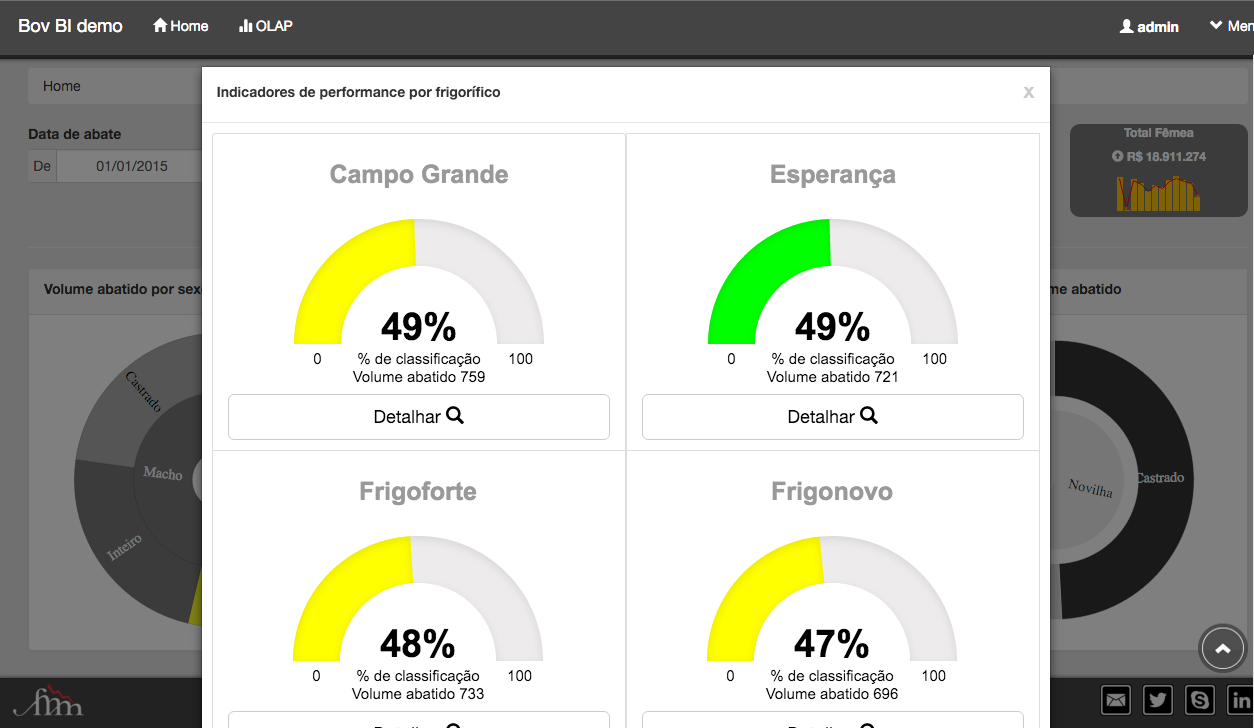 Bov BI demo
Home
OLAP
admin
Men
Home
Indicadores de performance por frigorífico
x
Data de abate
De
01/01/2015
Total Fêmea
R$ 18.911.274
Volume abatido por sex
me abatido
Castrado
Macho
Inteiro
Novilha
Castrado
Campo Grande
49%
0
% de classificação
100
Volume abatido 759
Detalhar
Esperança
49%
0
% de classificação
100
Volume abatido 721
Detalhar
Frigoforte
48%
0
% de classificação
100
Volume abatido 733
Frigonovo
47%
0
% de classificação
100
Volume abatido 696